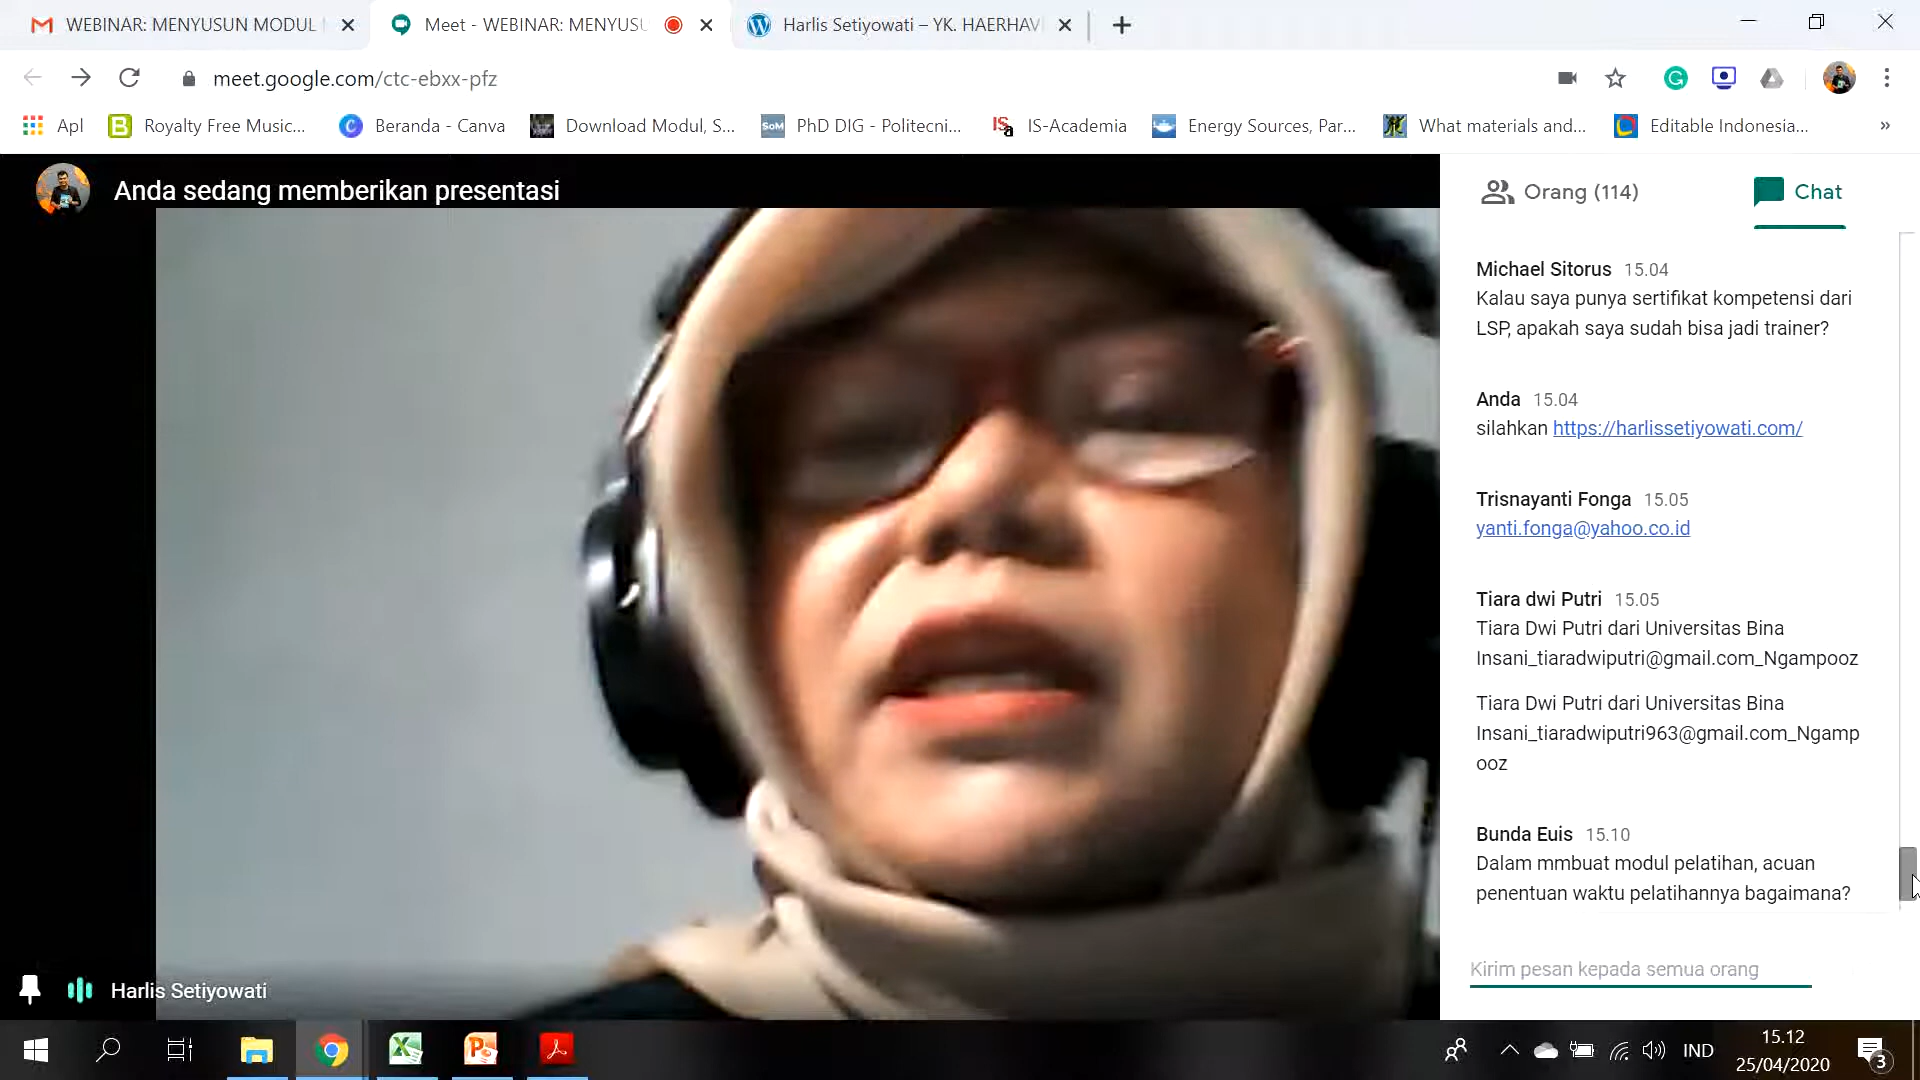 WEBINAR: MENYUSUN MODUL
Meet - WEBINAR: MENYUSU
Harlis Setiyowati – YK. HAERHAV
meet.google.com/ctc-ebxx-pfz
Apl
Royalty Free Music...
Beranda - Canva
Download Modul, S...
SoM
PhD DIG - Politecni...
IS-Academia
Energy Sources, Par...
What materials and...
Editable Indonesia...
»
Anda sedang memberikan presentasi
Orang (114)
Chat
Michael Sitorus 15.04
Kalau saya punya sertifikat kompetensi dari
LSP, apakah saya sudah bisa jadi trainer?
Anda 15.04
silahkan https://harlissetiyowati.com/
Trisnayanti Fonga 15.05
yanti.fonga@yahoo.co.id
Tiara dwi Putri 15.05
Tiara Dwi Putri dari Universitas Bina
Insani_tiaradwiputri@gmail.com_Ngampooz
Tiara Dwi Putri dari Universitas Bina
Insani_tiaradwiputri963@gmail.com_Ngamp
ooz
Bunda Euis 15.10
Dalam mmbuat modul pelatihan, acuan
penentuan waktu pelatihannya bagaimana?
Kirim pesan kepada semua orang
Harlis Setiyowati
IND
15.12
25/04/2020
3